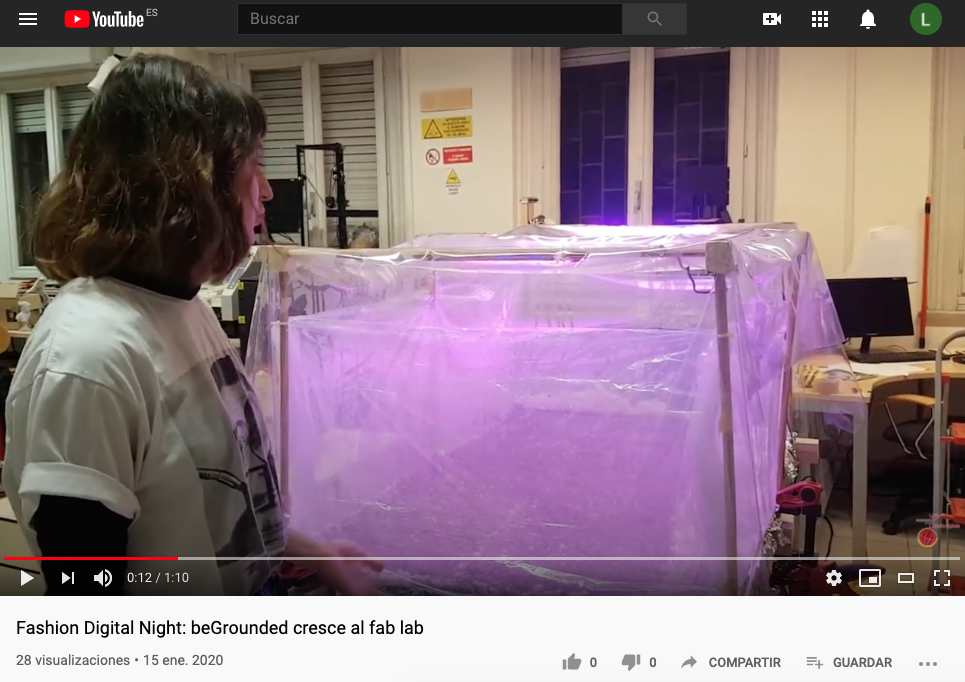 YouTube ES
Buscar
L
0:12 / 1:10
Fashion Digital Night: beGrounded cresce al fab lab
28 visualizaciones • 15 ene. 2020
0
0
COMPARTIR
GUARDAR